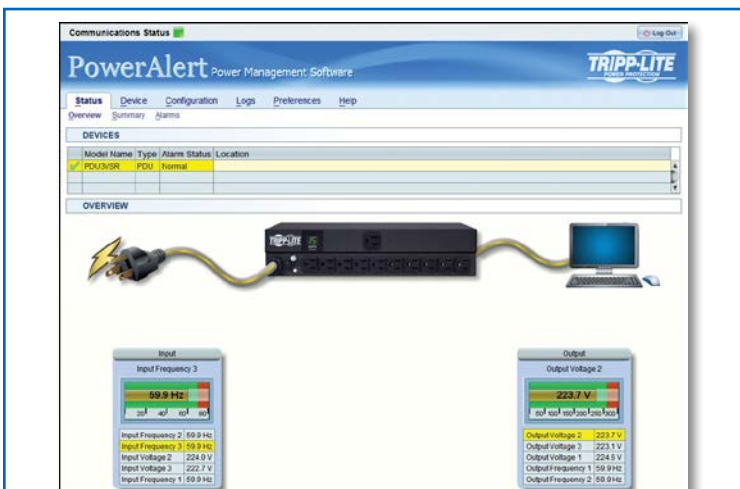 Communications Status
Log Out
PowerAlert Power Management Software
TRIPP-LITE
POWER PROTECTION
Status Device Configuration Logs Preferences Help
Overview Summary Alarms
DEVICES
Model Name Type Alarm Status Location
PDU3VSR PDU Normal
OVERVIEW
TRIPP-LITE
Input
Input Frequency 3
59.9 Hz
20 40 60 80
Input Frequency 2 59.9 Hz
Input Frequency 3 59.9 Hz
Input Voltage 2 224.0 V
Input Voltage 3 222.7 V
Input Frequency 1 59.9 Hz
Output
Output Voltage 2
223.7 V
50 100 150 200 250 300
Output Voltage 2 223.7 V
Output Voltage 3 223.1 V
Output Voltage 1 224.5 V
Output Frequency 1 59.9 Hz
Output Frequency 2 59.9 Hz